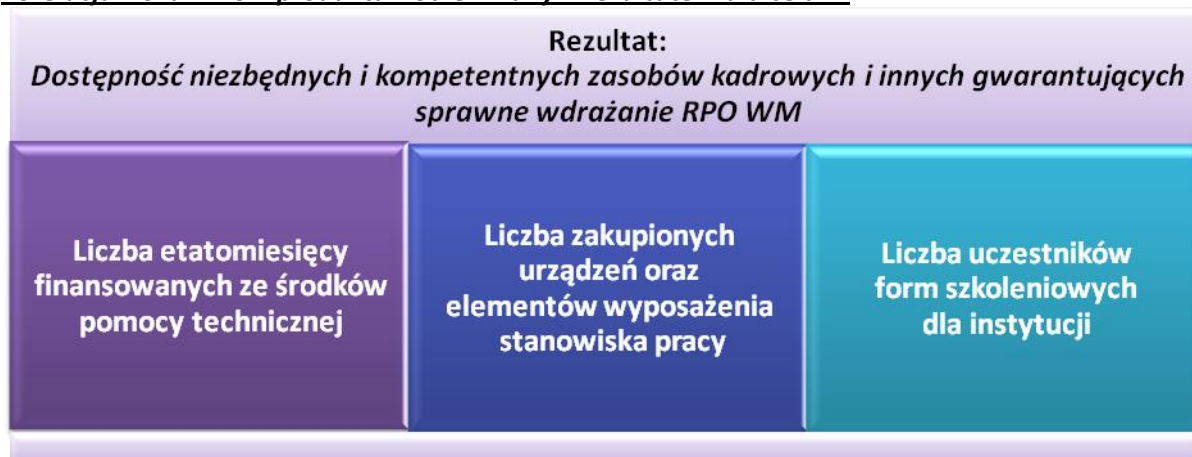 Rezultat:
Dostępność niezbędnych i kompetentnych zasobów kadrowych i innych gwarantujących
sprawne wdrażanie RPO WM
Liczba etatomiesięcy
finansowanych ze środków
pomocy technicznej
Liczba zakupionych
urządzeń oraz
elementów wyposażenia
stanowiska pracy
Liczba uczestników
form szkoleniowych
dla instytucji